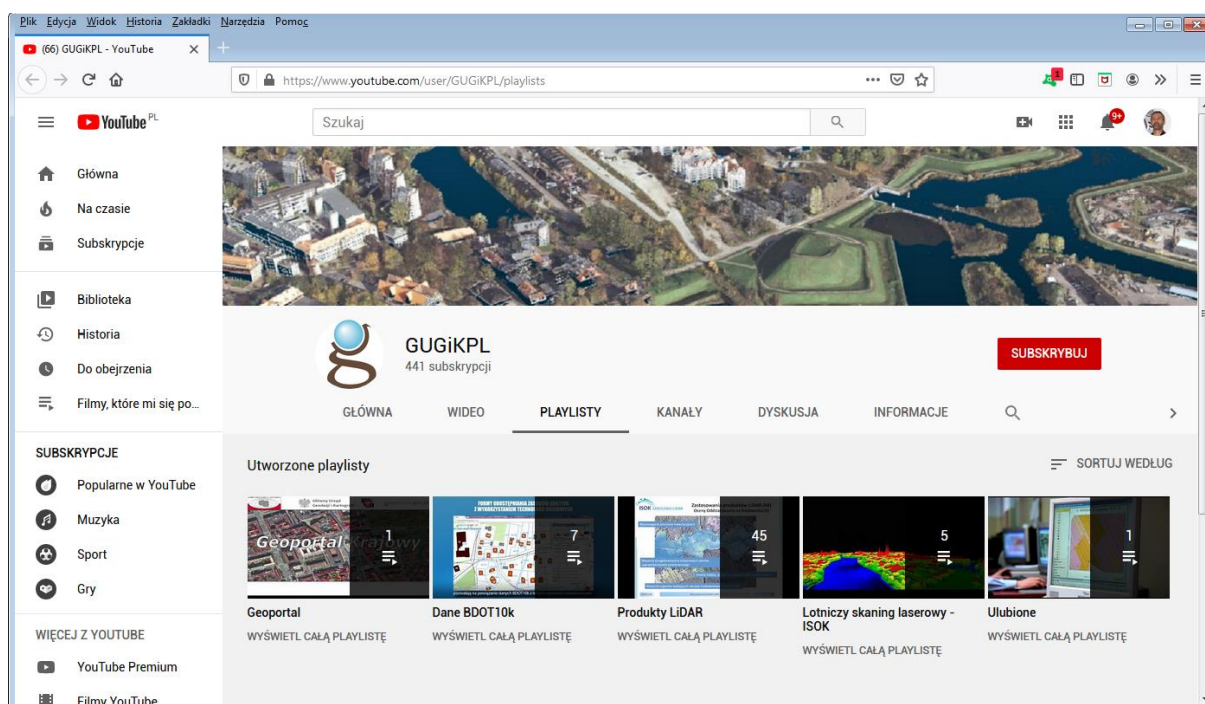 Plik Edycja Widok Historia Zakładki Narzędzia Pomoc
(66) GUGiKPL - YouTube
https://www.youtube.com/user/GUGiKPL/playlists
1
YouTube PL
Szukaj
9+
Główna
Na czasie
Subskrypcje
Biblioteka
Historia
Do obejrzenia
Filmy, które mi się po...
SUBSKRYPCJE
Popularne w YouTube
Muzyka
Sport
Gry
WIĘCEJ Z YOUTUBE
YouTube Premium
Filmy YouTube
GUGiKPL
441 subskrypcji
SUBSKRYBUJ
GŁÓWNA WIDEO PLAYLISTY KANAŁY DYSKUSJA INFORMACJE
Utworzone playlisty
SORTUJ WEDŁUG
Geoportal Krajowy
1
7
ISOK
45
5
1
Geoportal
WYŚWIETL CAŁĄ PLAYLISTĘ
Dane BDOT10k
WYŚWIETL CAŁĄ PLAYLISTĘ
Produkty LiDAR
WYŚWIETL CAŁĄ PLAYLISTĘ
Lotniczy skaning laserowy -
ISOK
WYŚWIETL CAŁĄ PLAYLISTĘ
Ulubione
WYŚWIETL CAŁĄ PLAYLISTĘ